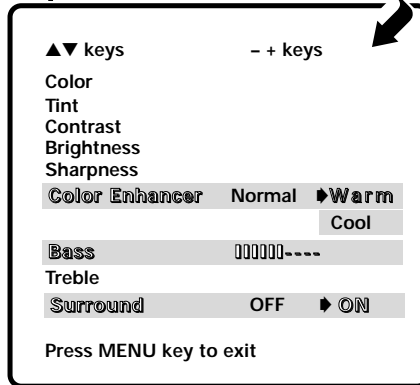 ▲▼ keys – + keys
Color
Tint
Contrast
Brightness
Sharpness
Color Enhancer Normal ➧Warm
Cool
Bass ▯▯▯▯▯▯----
Treble
Surround OFF ➧ ON
Press MENU key to exit